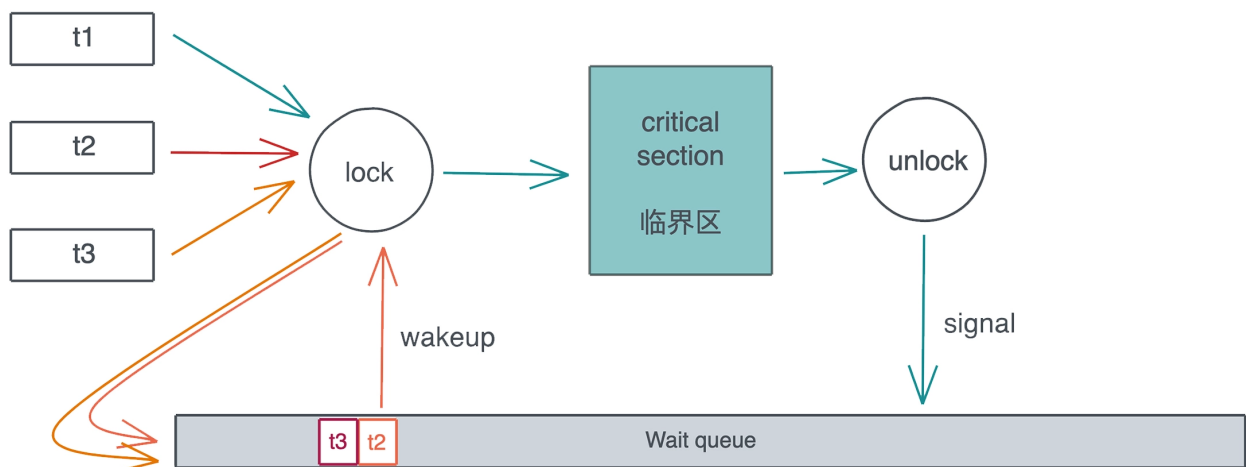 t1
t2
t3
lock
critical
section
临界区
unlock
wakeup
signal
t3
t2
Wait queue